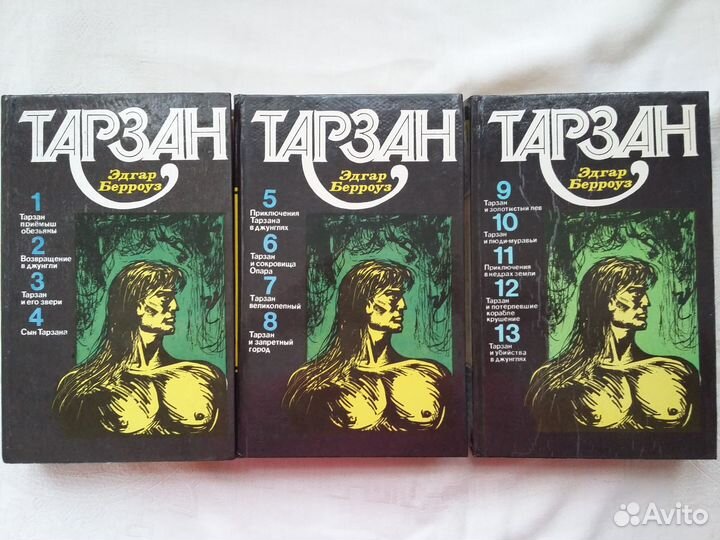 ТАРЗАН
Эдгар
Берроуз
1
Тарзан
приёмыш
обезьяны
2
Возвращение
в джунгли
3
Тарзан
и его звери
4
Сын Тарзана
ТАРЗАН
Эдгар
Берроуз
5
Приключения
Тарзана
в джунглях
6
Тарзан
и сокровища
Опара
7
Тарзан
великолепный
8
Тарзан
и запретный
город
ТАРЗАН
Эдгар
Берроуз
9
Тарзан
и золотистый лев
10
Тарзан
и люди-муравьи
11
Приключения
в недрах земли
12
Тарзан
и потерпевшие
корабле
крушение
13
Тарзан
и убийства
в джунглях
Avito